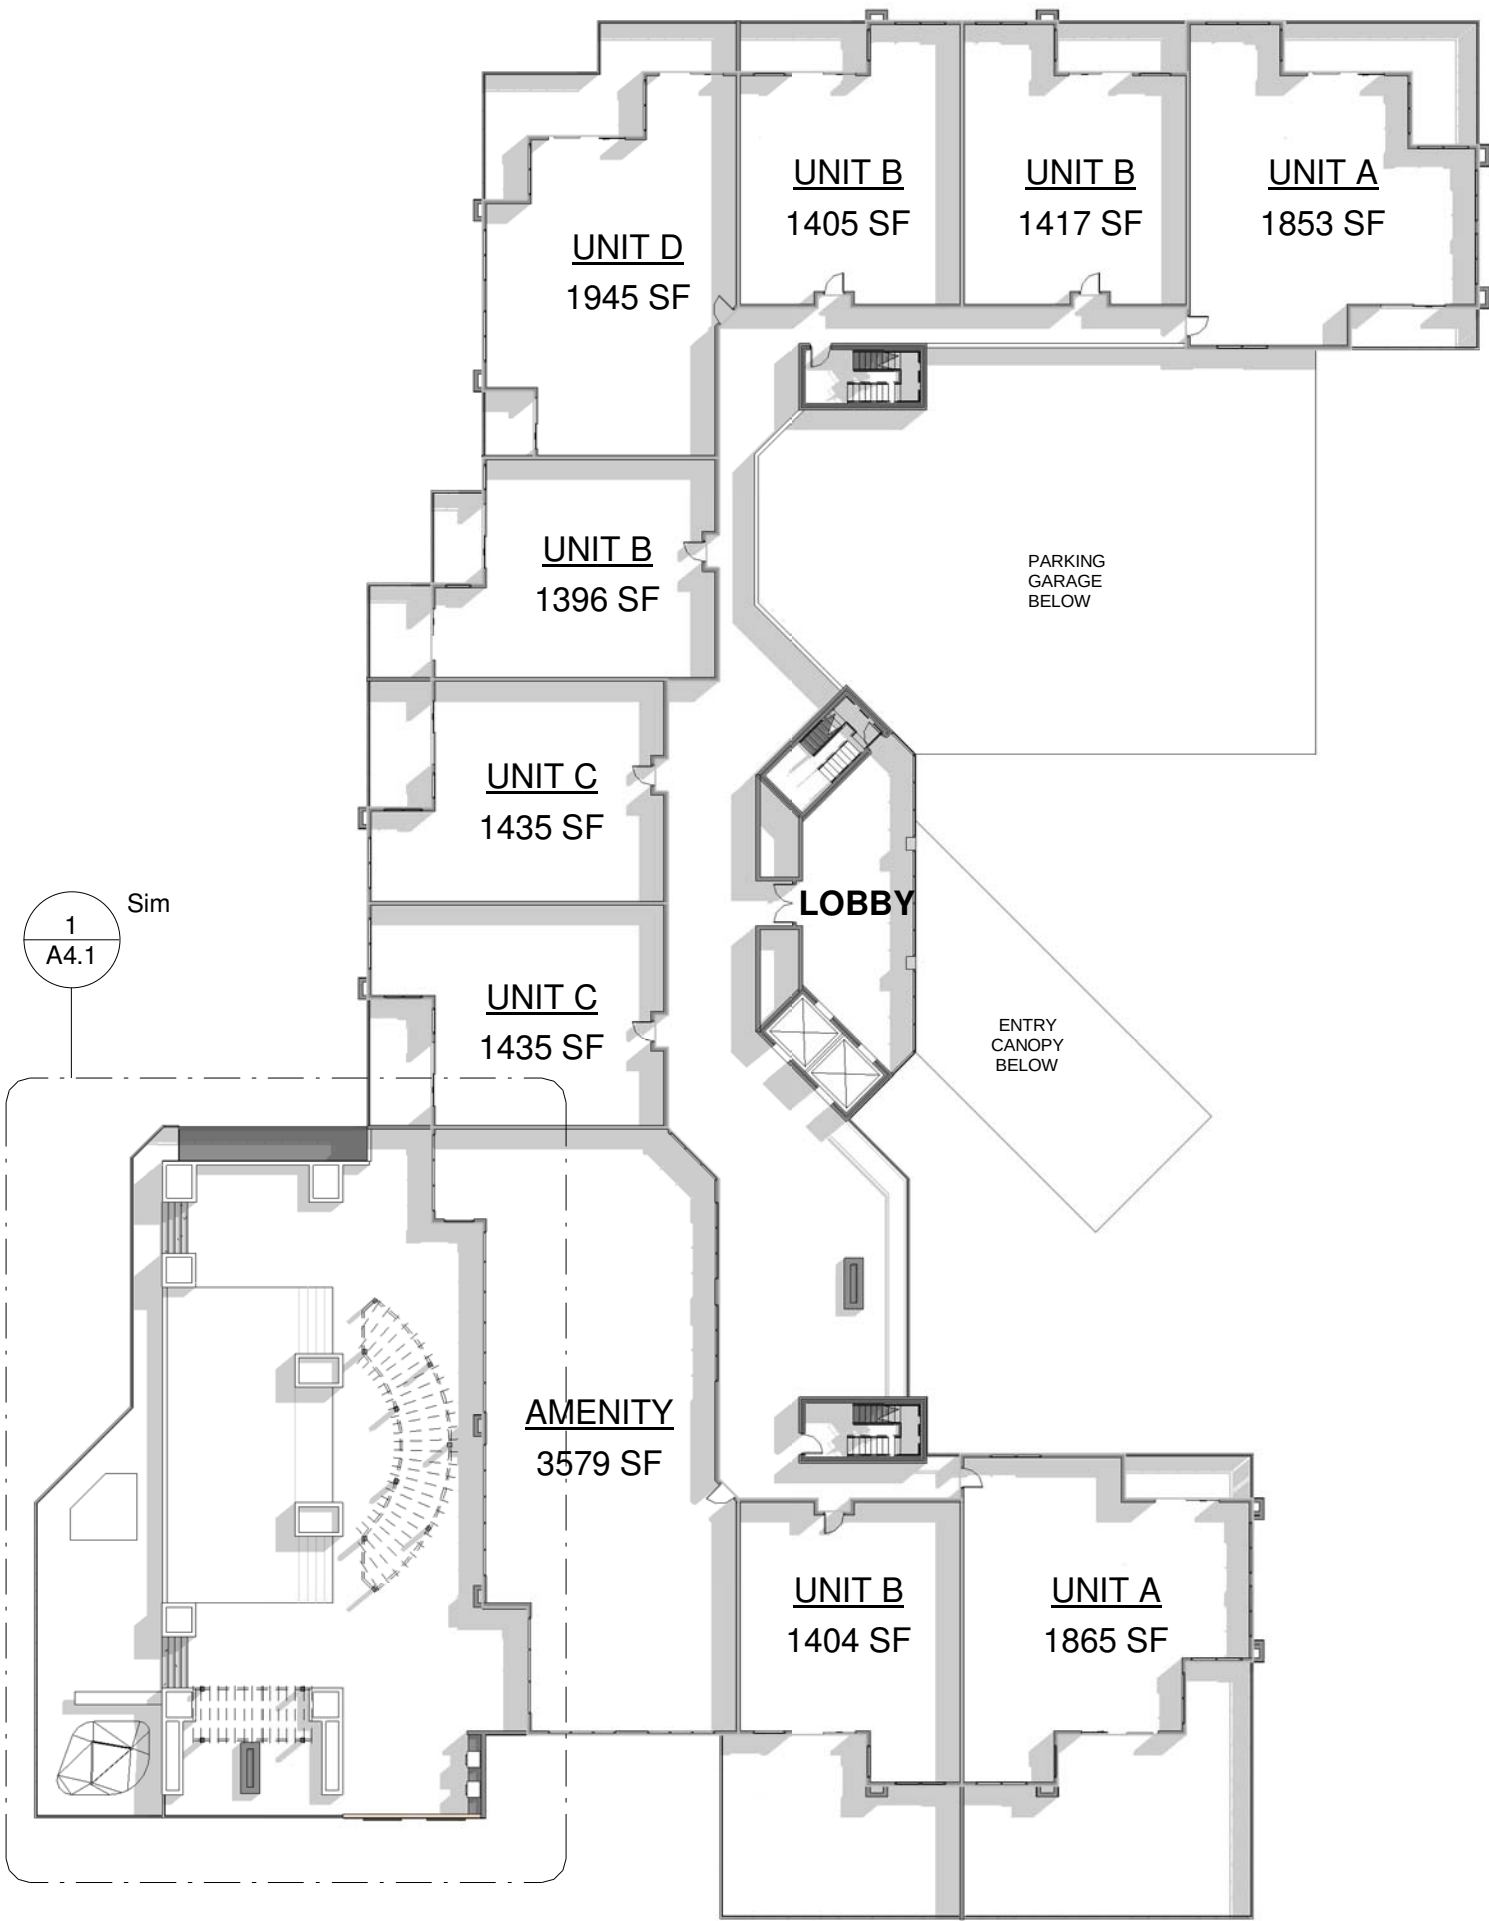 UNIT B
1405 SF
UNIT B
1417 SF
UNIT A
1853 SF
UNIT D
1945 SF
UNIT B
1396 SF
PARKING
GARAGE
BELOW
UNIT C
1435 SF
LOBBY
1
A4.1
Sim
UNIT C
1435 SF
ENTRY
CANOPY
BELOW
AMENITY
3579 SF
UNIT B
1404 SF
UNIT A
1865 SF